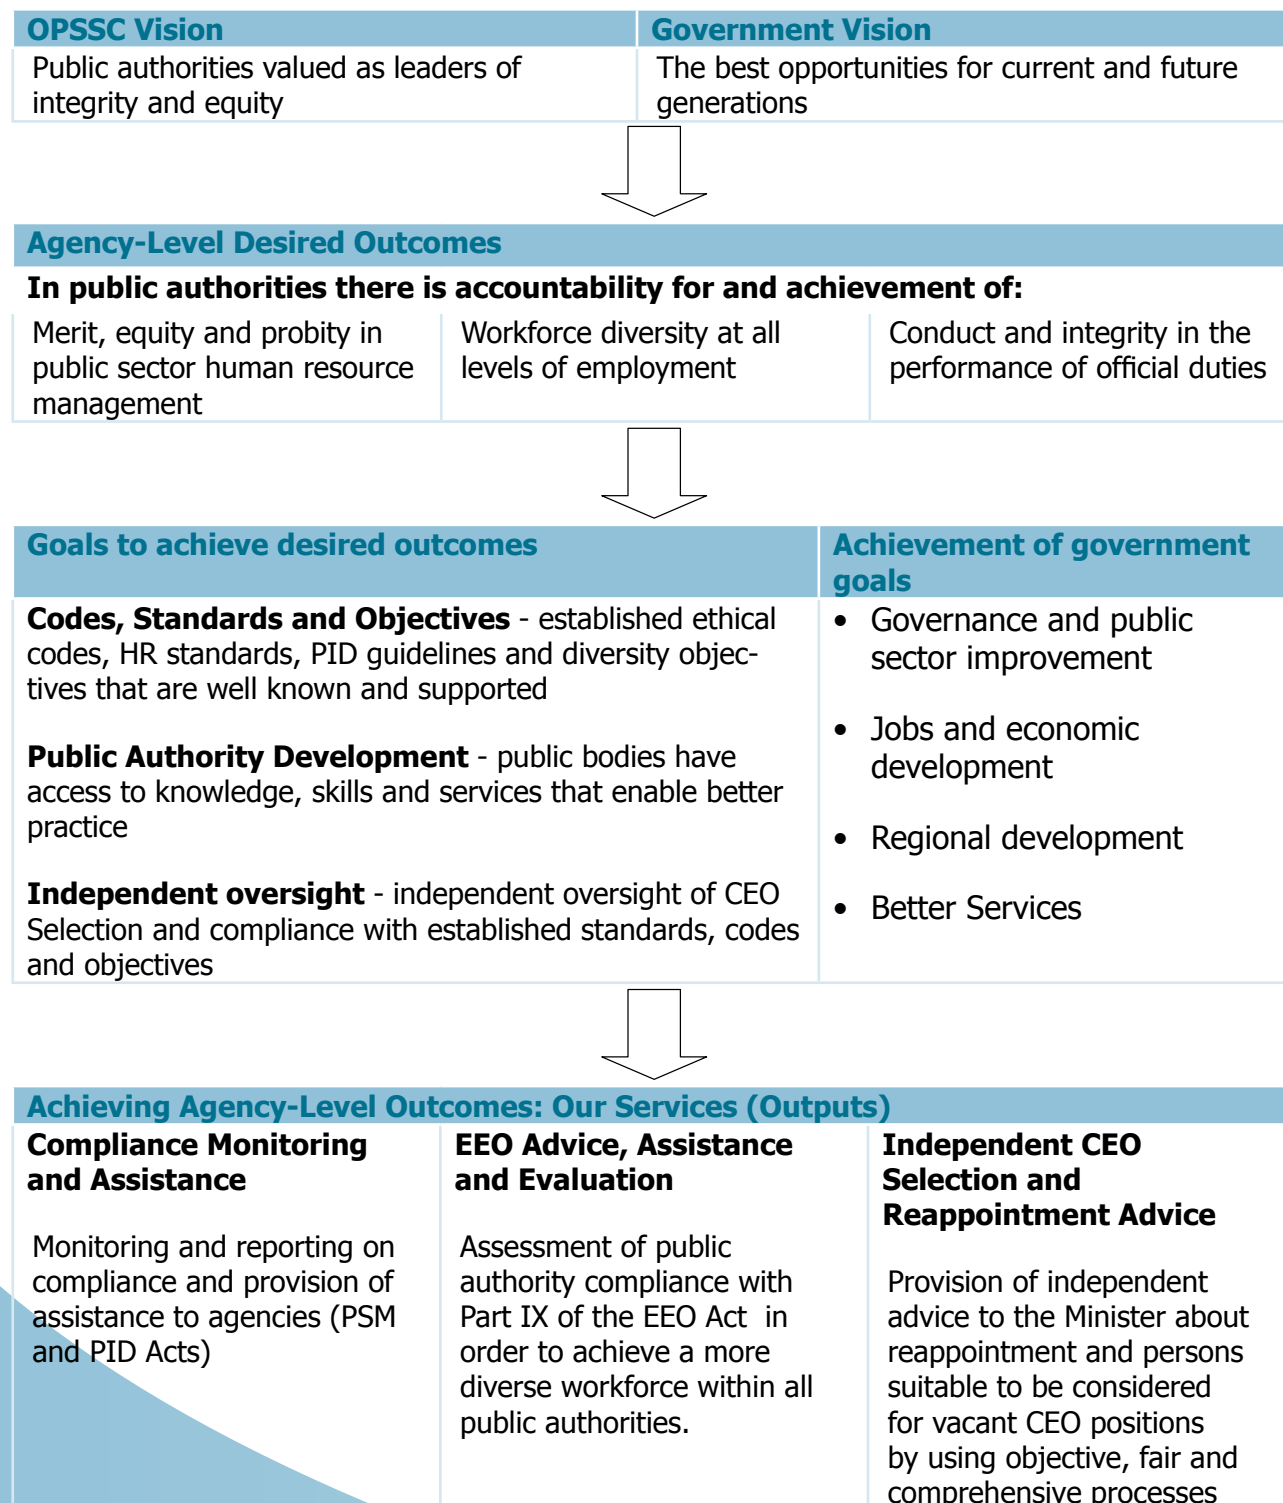 OPSSC Vision
Government Vision
Public authorities valued as leaders of
integrity and equity
The best opportunities for current and future
generations
Agency-Level Desired Outcomes
In public authorities there is accountability for and achievement of:
Merit, equity and probity in
public sector human resource
management
Workforce diversity at all
levels of employment
Conduct and integrity in the
performance of official duties
Goals to achieve desired outcomes
Achievement of government
goals
Codes, Standards and Objectives - established ethical
codes, HR standards, PID guidelines and diversity objec-
tives that are well known and supported
Public Authority Development - public bodies have
access to knowledge, skills and services that enable better
practice
Independent oversight - independent oversight of CEO
Selection and compliance with established standards, codes
and objectives
• Governance and public
sector improvement
• Jobs and economic
development
• Regional development
• Better Services
Achieving Agency-Level Outcomes: Our Services (Outputs)
Compliance Monitoring
and Assistance
Monitoring and reporting on
compliance and provision of
assistance to agencies (PSM
and PID Acts)
EEO Advice, Assistance
and Evaluation
Assessment of public
authority compliance with
Part IX of the EEO Act in
order to achieve a more
diverse workforce within all
public authorities.
Independent CEO
Selection and
Reappointment Advice
Provision of independent
advice to the Minister about
reappointment and persons
suitable to be considered
for vacant CEO positions
by using objective, fair and
comprehensive processes